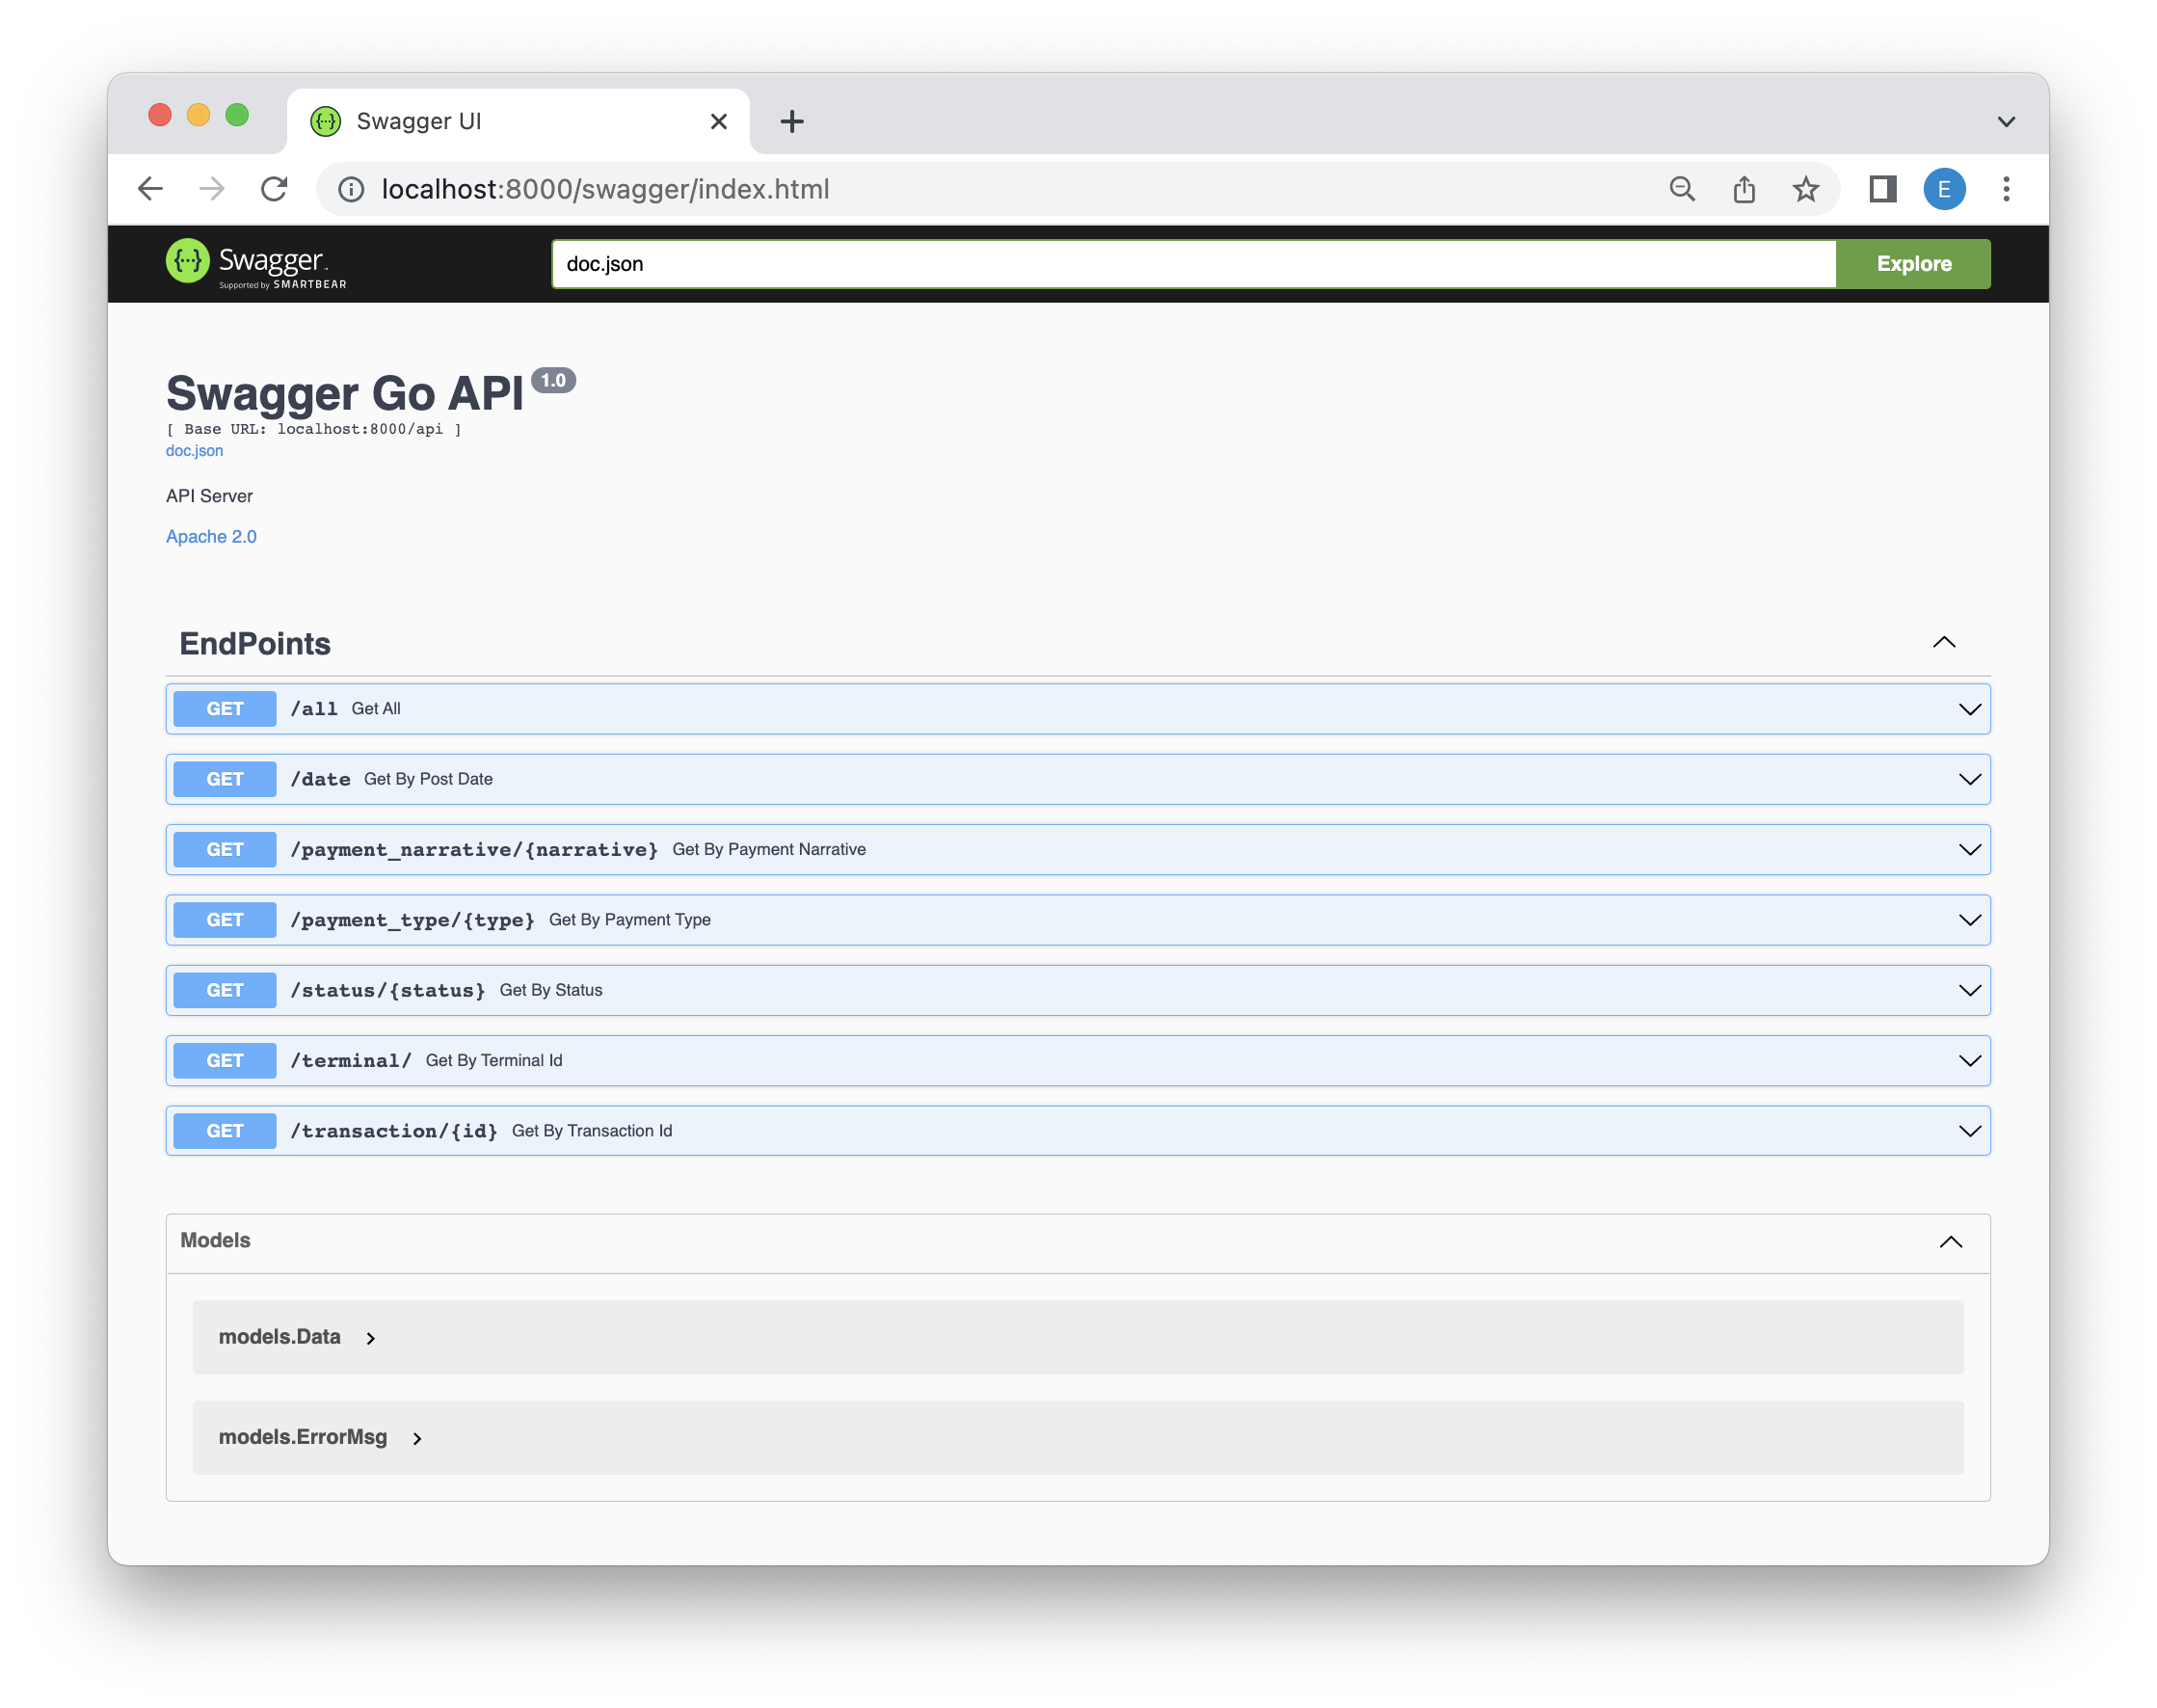 Swagger UI
localhost:8000/swagger/index.html
E
{...} Swagger
Supported by SMARTBEAR
doc.json
Explore
Swagger Go API 1.0
[ Base URL: localhost:8000/api ]
doc.json
API Server
Apache 2.0
EndPoints
GET /all Get All
GET /date Get By Post Date
GET /payment_narrative/{narrative} Get By Payment Narrative
GET /payment_type/{type} Get By Payment Type
GET /status/{status} Get By Status
GET /terminal/ Get By Terminal Id
GET /transaction/{id} Get By Transaction Id
Models
models.Data
models.ErrorMsg